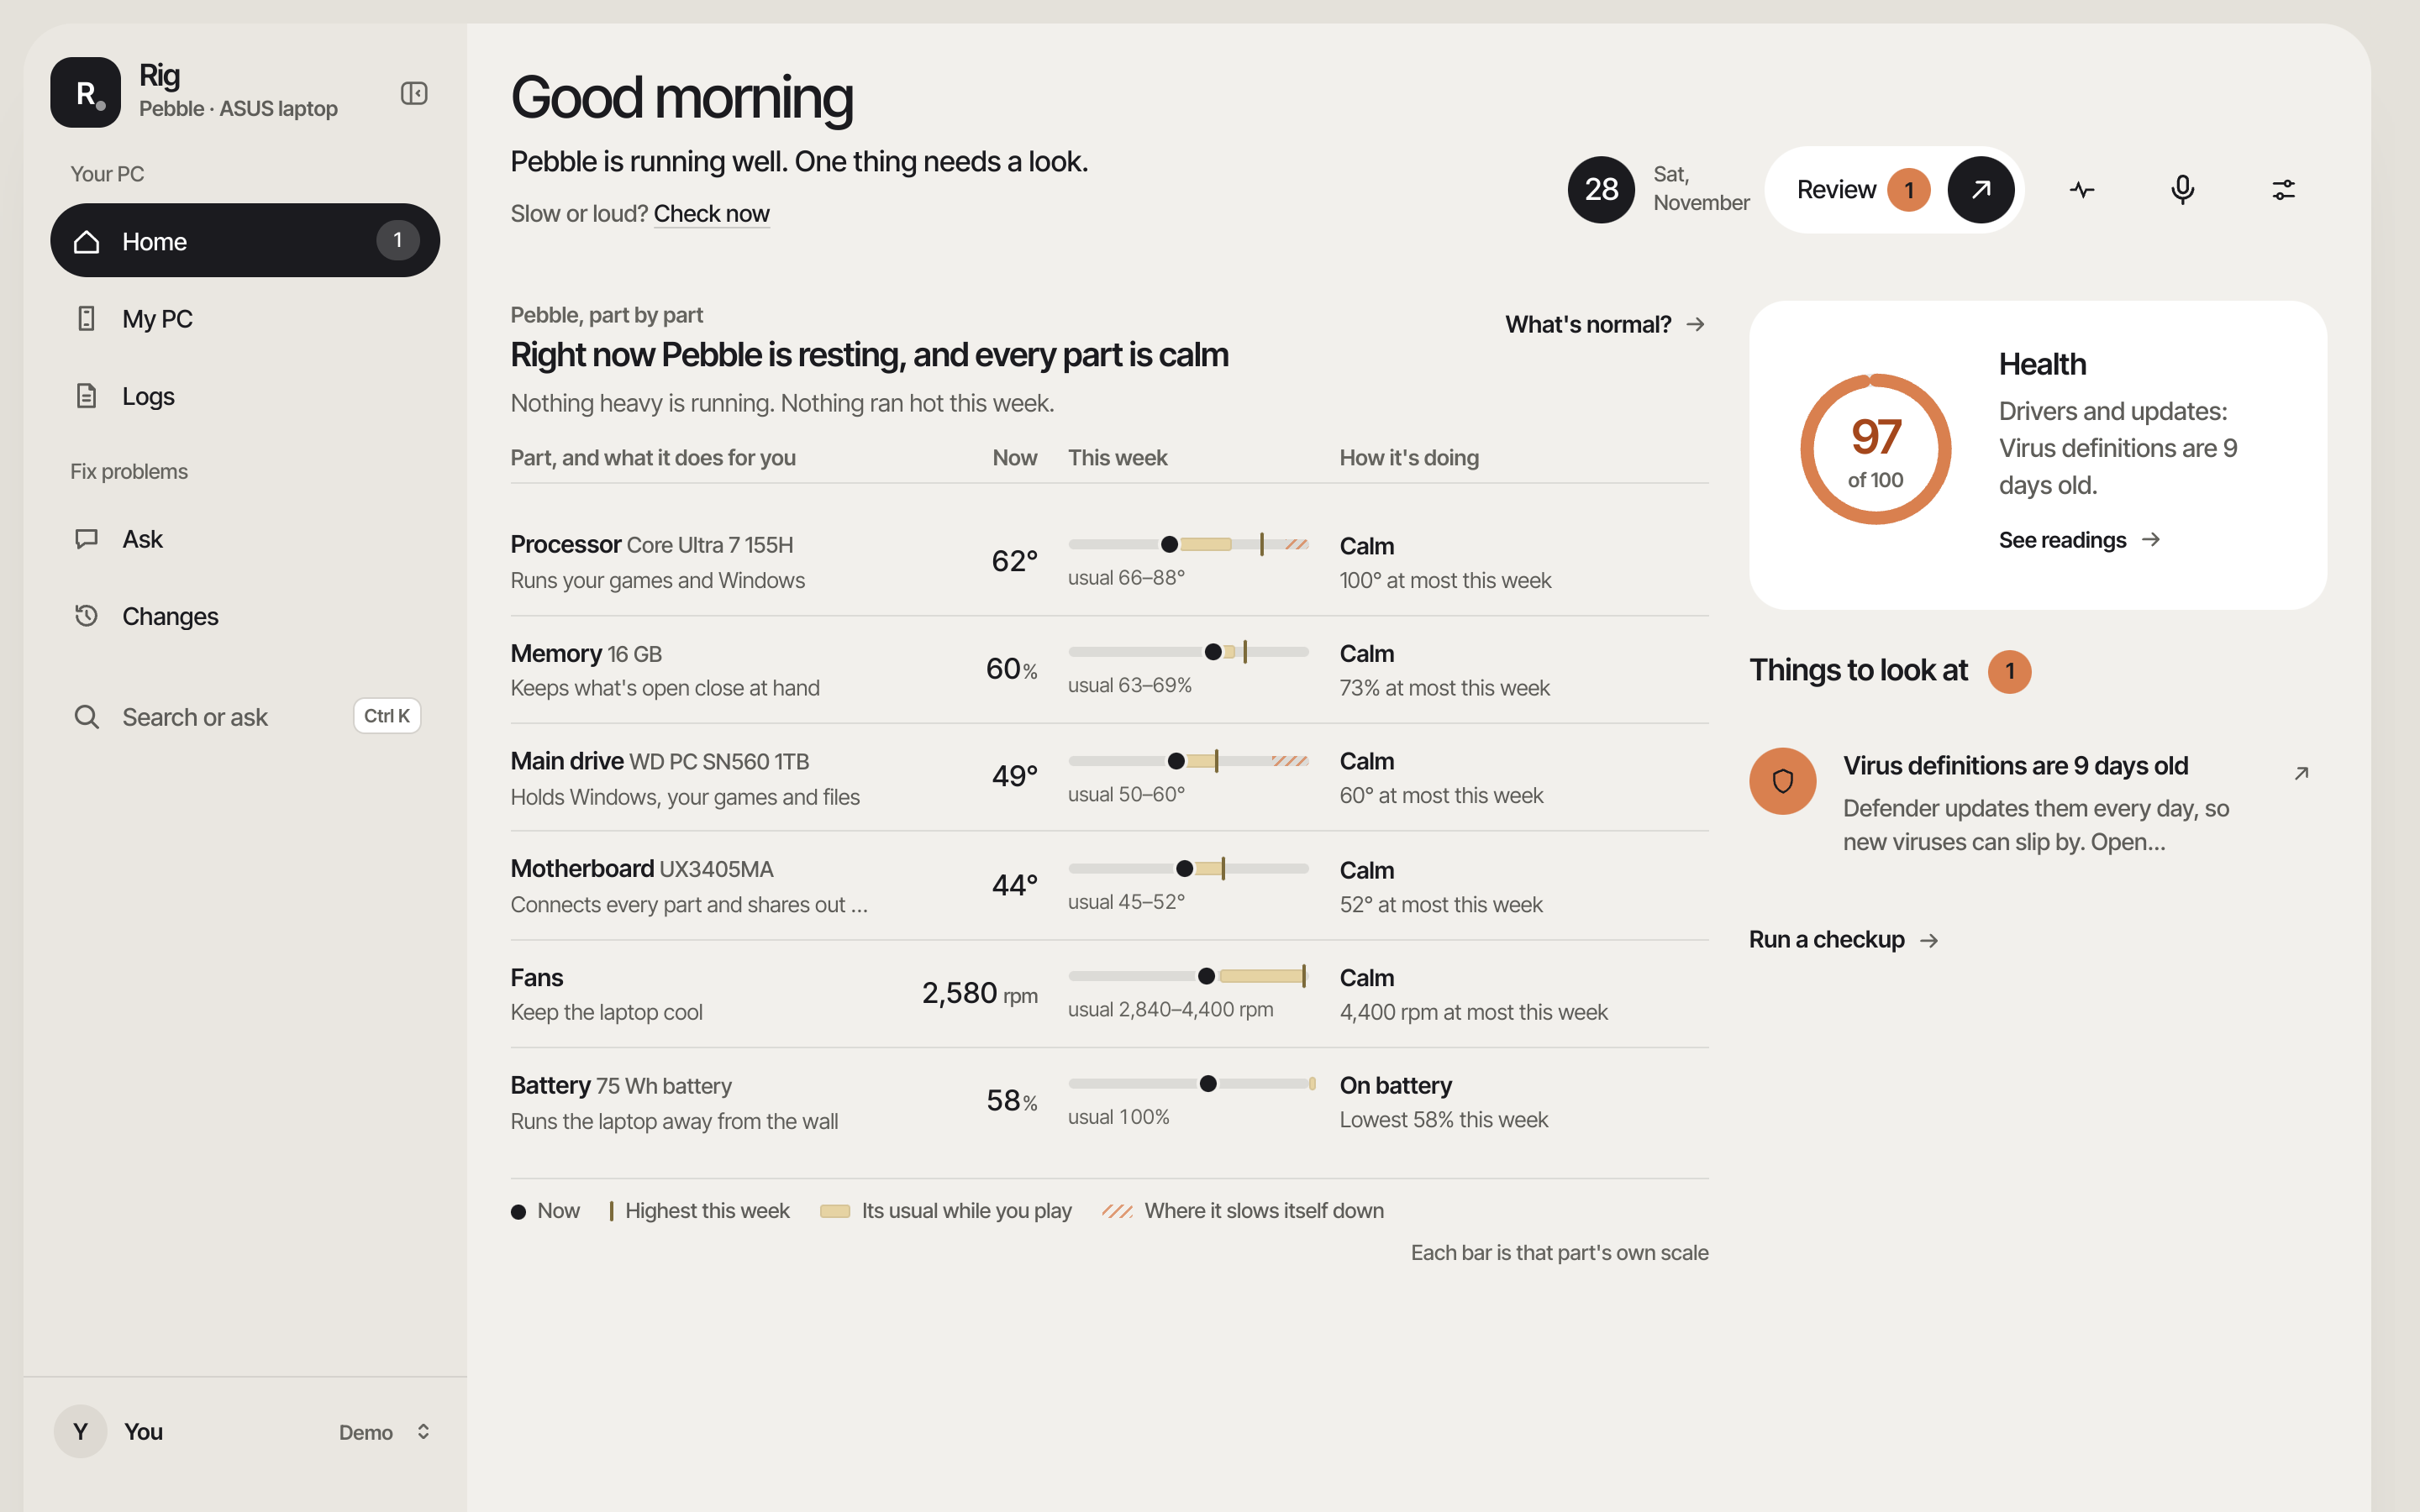 R.
Rig
Pebble · ASUS laptop
Your PC
Home
1
My PC
Logs
Fix problems
Ask
Changes
Search or ask
Ctrl K
Y
You
Demo
Good morning
Pebble is running well. One thing needs a look.
Slow or loud? Check now
28
Sat,
November
Review
1
Pebble, part by part
Right now Pebble is resting, and every part is calm
Nothing heavy is running. Nothing ran hot this week.
What's normal?
Part, and what it does for you
Now
This week
How it's doing
Processor Core Ultra 7 155H
Runs your games and Windows
62°
usual 66–88°
Calm
100° at most this week
Memory 16 GB
Keeps what's open close at hand
60%
usual 63–69%
Calm
73% at most this week
Main drive WD PC SN560 1TB
Holds Windows, your games and files
49°
usual 50–60°
Calm
60° at most this week
Motherboard UX3405MA
Connects every part and shares out ...
44°
usual 45–52°
Calm
52° at most this week
Fans
Keep the laptop cool
2,580 rpm
usual 2,840–4,400 rpm
Calm
4,400 rpm at most this week
Battery 75 Wh battery
Runs the laptop away from the wall
58%
usual 100%
On battery
Lowest 58% this week
Now
Highest this week
Its usual while you play
Where it slows itself down
Each bar is that part's own scale
97
of 100
Health
Drivers and updates:
Virus definitions are 9
days old.
See readings
Things to look at
1
Virus definitions are 9 days old
Defender updates them every day, so
new viruses can slip by. Open...
Run a checkup